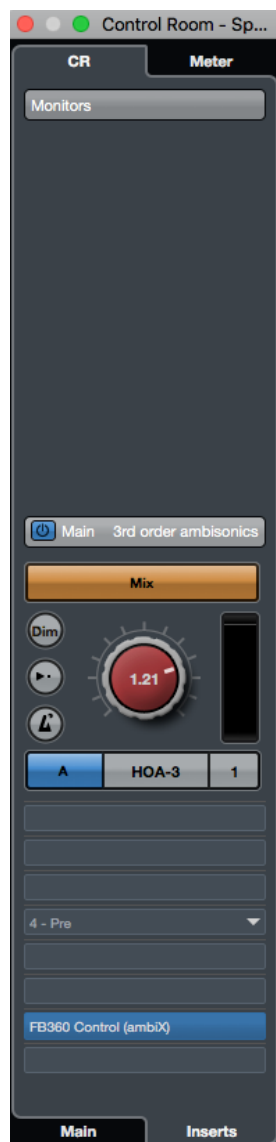 Control Room - Sp...
CR Meter
Monitors
Main 3rd order ambisonics
Mix
Dim
1.21
A HOA-3 1
4 - Pre
FB360 Control (ambiX)
Main Inserts